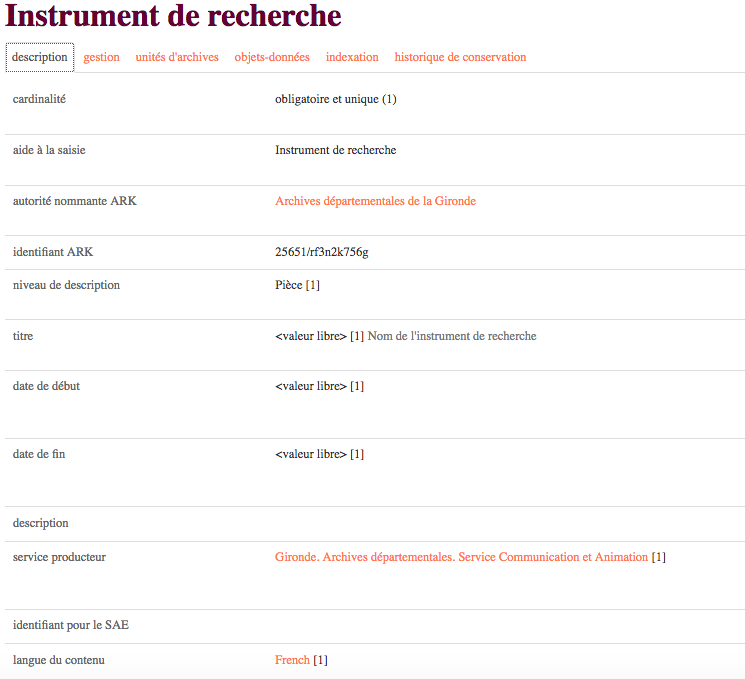 Instrument de recherche
description gestion unités d'archives objets-données indexation historique de conservation
cardinalité obligatoire et unique (1)
aide à la saisie Instrument de recherche
autorité nommante ARK Archives départementales de la Gironde
identifiant ARK 25651/rf3n2k756g
niveau de description Pièce [1]
titre <valeur libre> [1] Nom de l'instrument de recherche
date de début <valeur libre> [1]
date de fin <valeur libre> [1]
description
service producteur Gironde. Archives départementales. Service Communication et Animation [1]
identifiant pour le SAE
langue du contenu French [1]